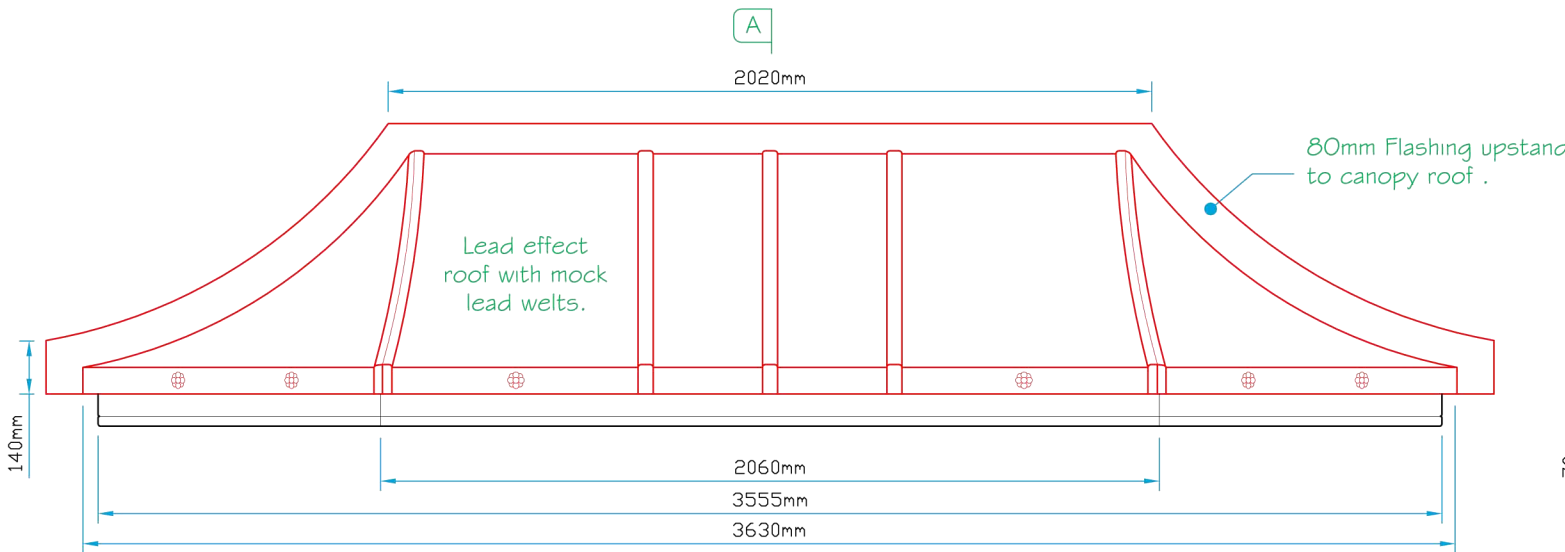 A
2020mm
80mm Flashing upstand
to canopy roof .
Lead effect
roof with mock
lead welts.
140mm
2060mm
3555mm
3630mm